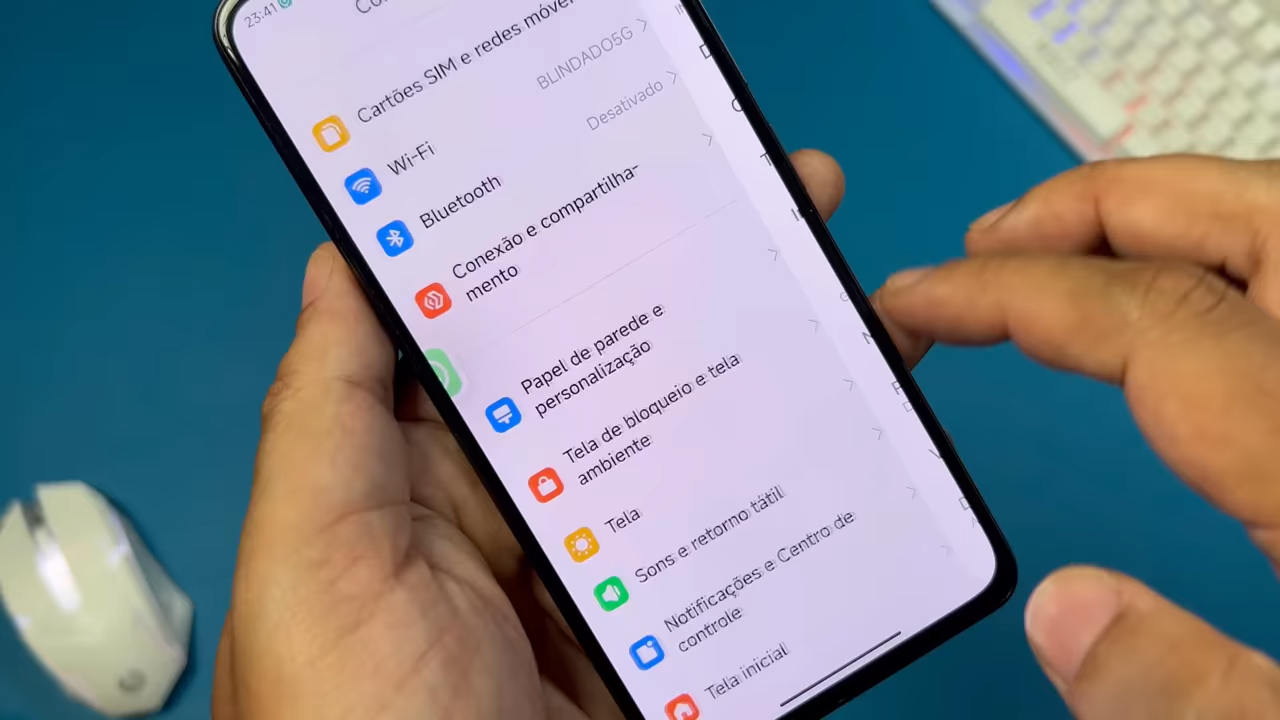 23:41
Cartões SIM e redes móvei
Wi-Fi
BLINDADO5G
Bluetooth
Desativado
Conexão e compartilha-
mento
Papel de parede e
personalização
Tela de bloqueio e tela
ambiente
Tela
Sons e retorno tátil
Notificações e Centro de
controle
Tela inicial